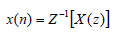 x(n) = Z⁻¹[X(z)]